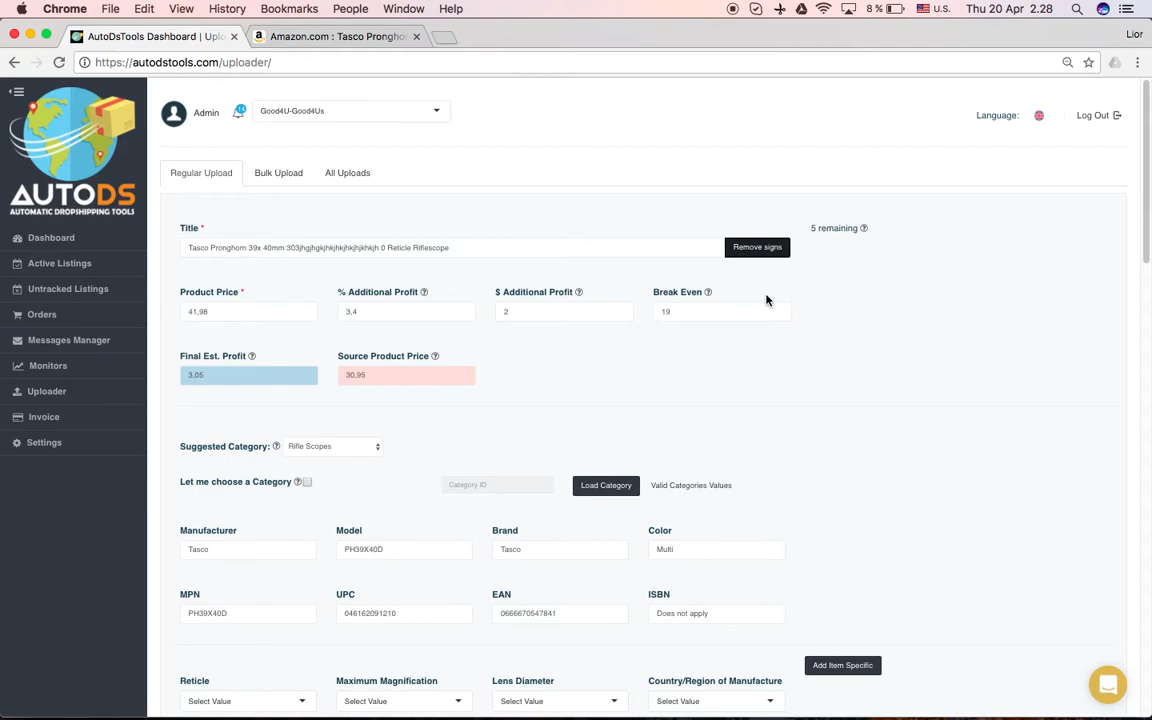 Chrome File Edit View History Bookmarks People Window Help 8 % U.S. Thu 20 Apr 2.28
AutoDsTools Dashboard | Uplo Amazon.com : Tasco Prongho Lior
https://autodstools.com/uploader/
Admin 14 Good4U-Good4Us Language: Log Out
AUTODS
AUTOMATIC DROPSHIPPING TOOLS
Dashboard
Active Listings
Untracked Listings
Orders
Messages Manager
Monitors
Uploader
Invoice
Settings
Regular Upload Bulk Upload All Uploads
Title * 5 remaining
Tasco Pronghorn 39x 40mm 303jhgjhgkjhkjhkjhkjhjkhkjh 0 Reticle Riflescope Remove signs
Product Price * % Additional Profit $ Additional Profit Break Even
41,98 3,4 2 19
Final Est. Profit Source Product Price
3,05 30,95
Suggested Category: Rifle Scopes
Let me choose a Category Category ID Load Category Valid Categories Values
Manufacturer Model Brand Color
Tasco PH39X40D Tasco Multi
MPN UPC EAN ISBN
PH39X40D 046162091210 0666670547841 Does not apply
Add Item Specific
Reticle Maximum Magnification Lens Diameter Country/Region of Manufacture
Select Value Select Value Select Value Select Value